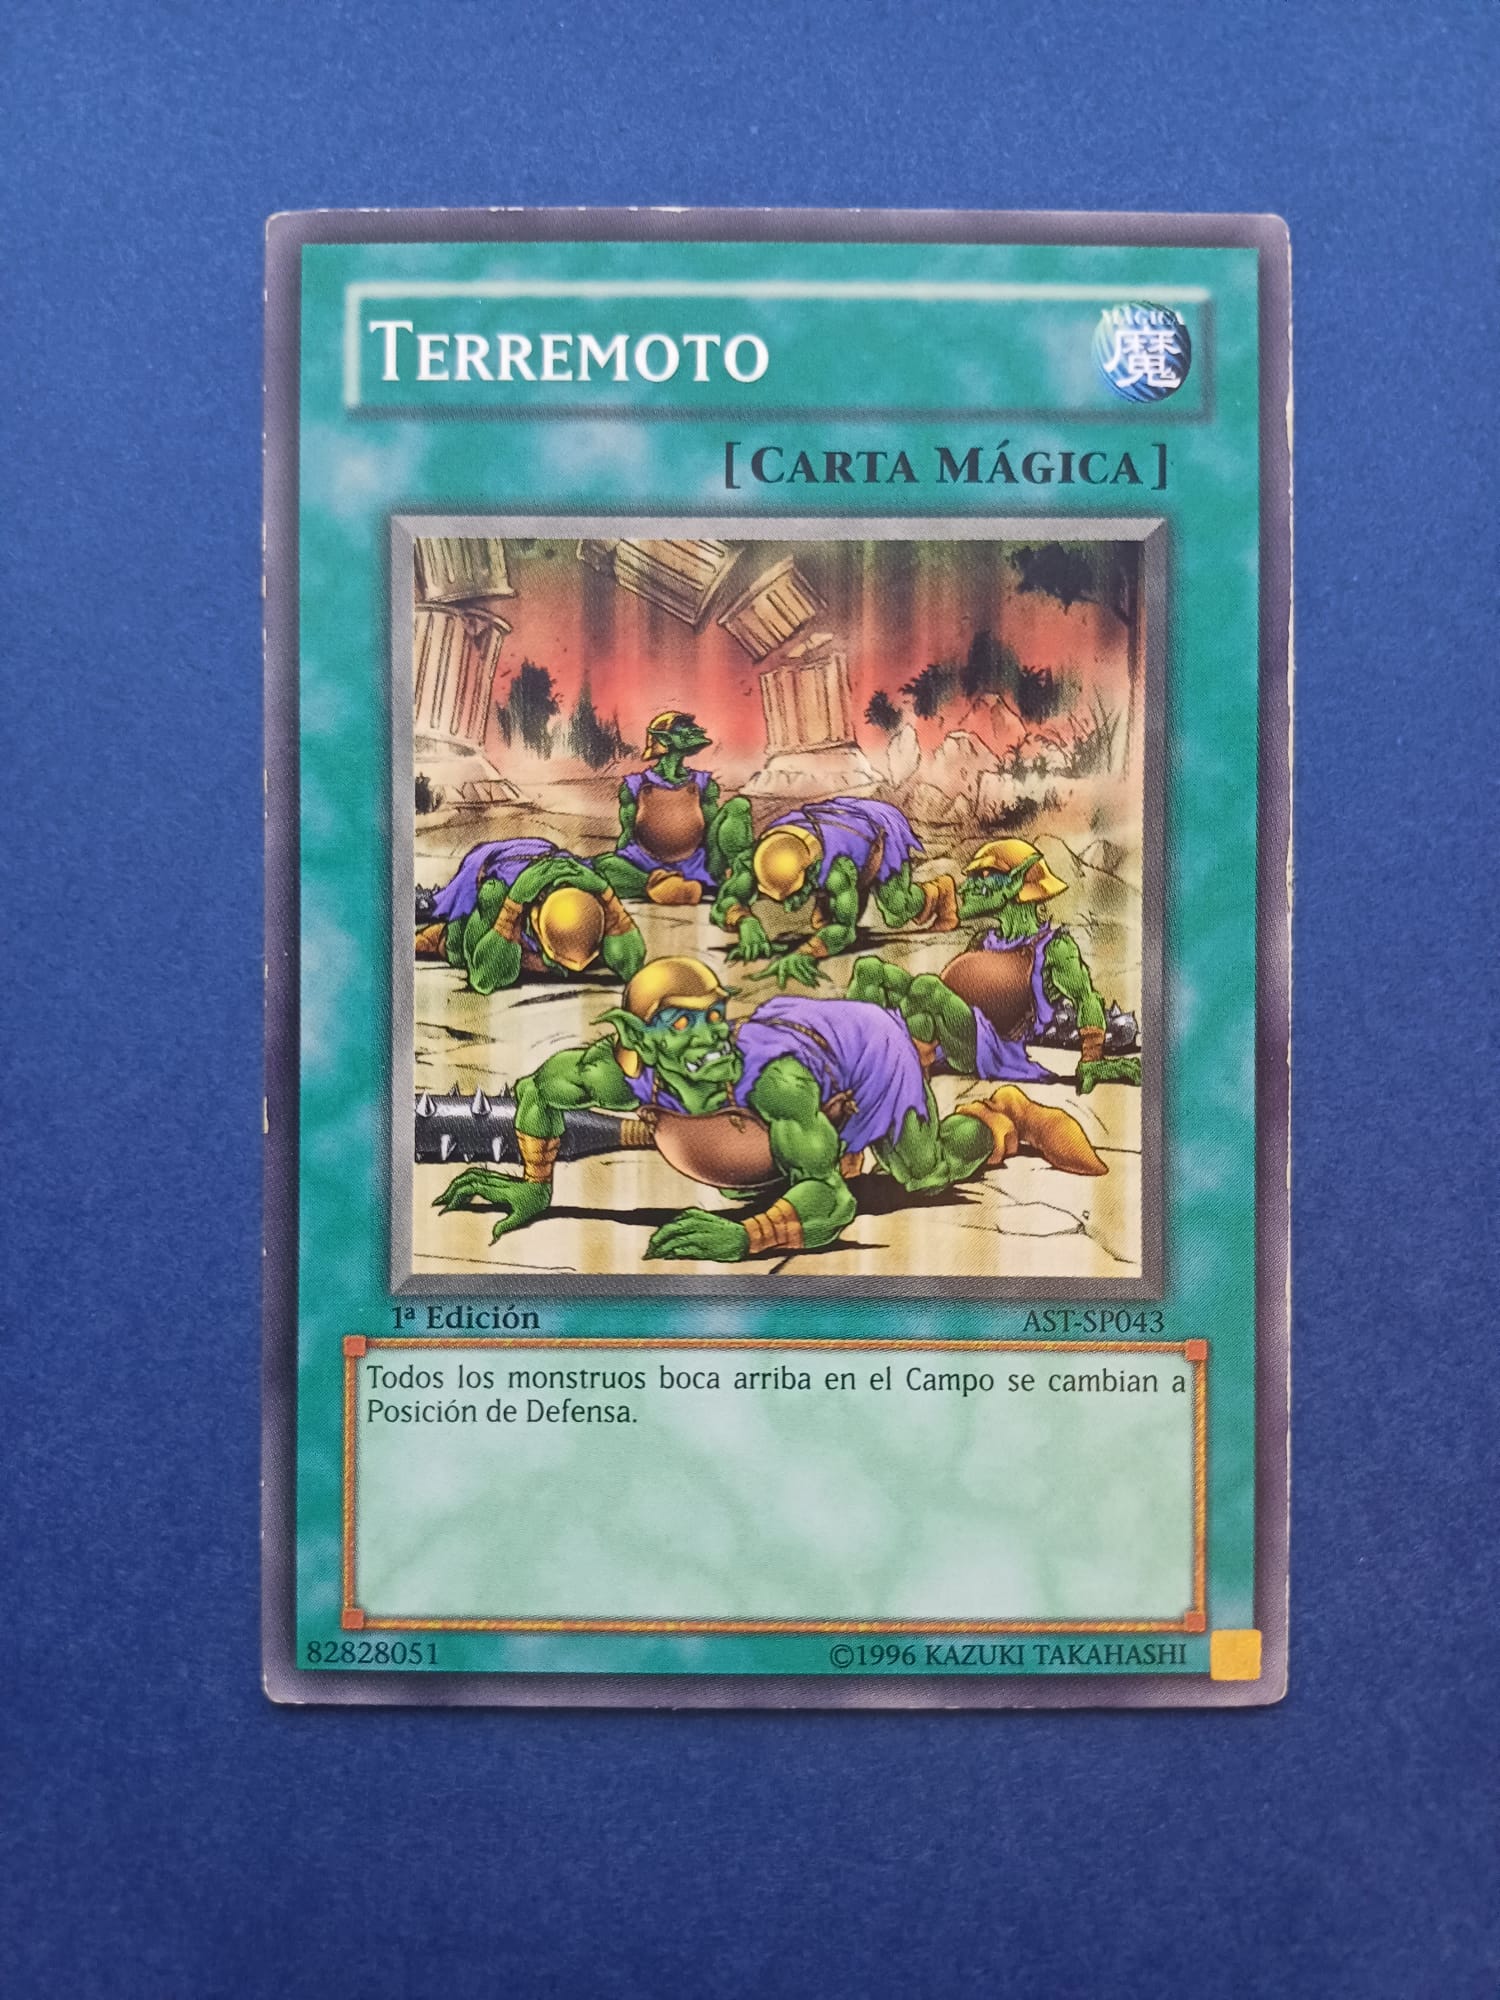 TERREMOTO
MÁGICA
魔
[CARTA MÁGICA]
1ª Edición
AST-SP043
Todos los monstruos boca arriba en el Campo se cambian a
Posición de Defensa.
82828051
©1996 KAZUKI TAKAHASHI